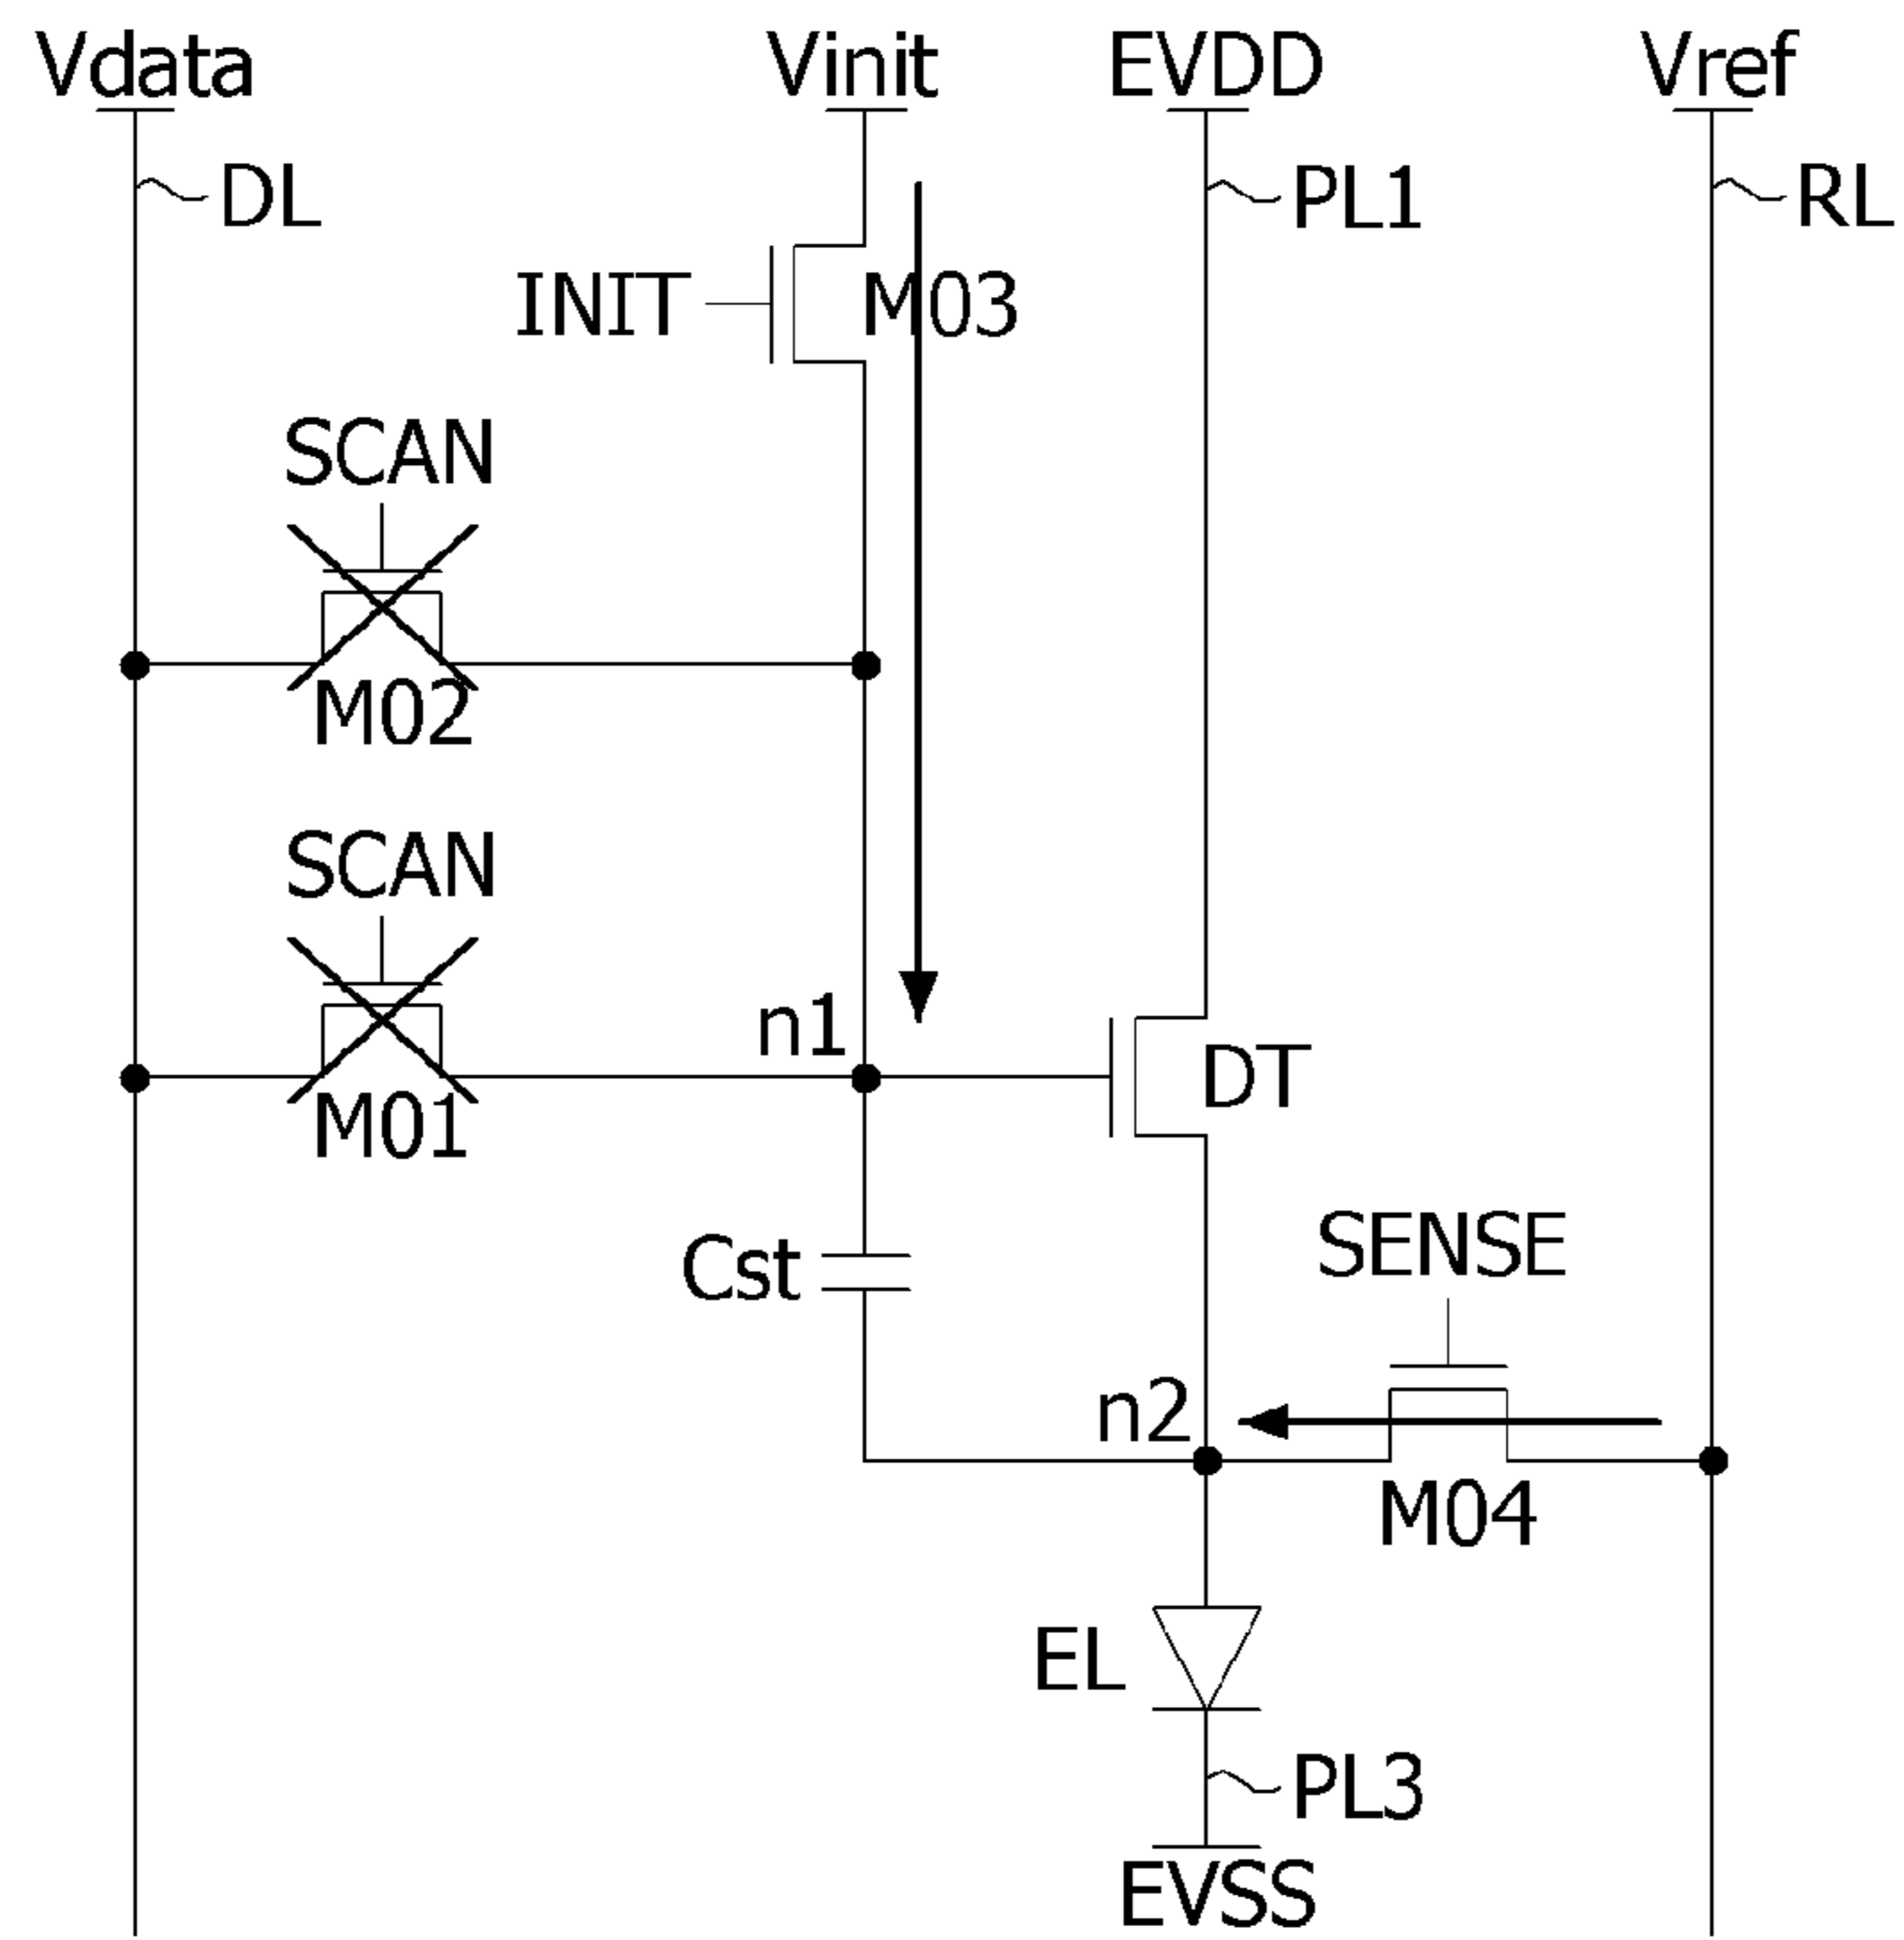 Vdata Vinit EVDD Vref
DL PL1 RL
INIT M03
SCAN
M02
SCAN
n1
DT
M01
Cst SENSE
n2
M04
EL
PL3
EVSS